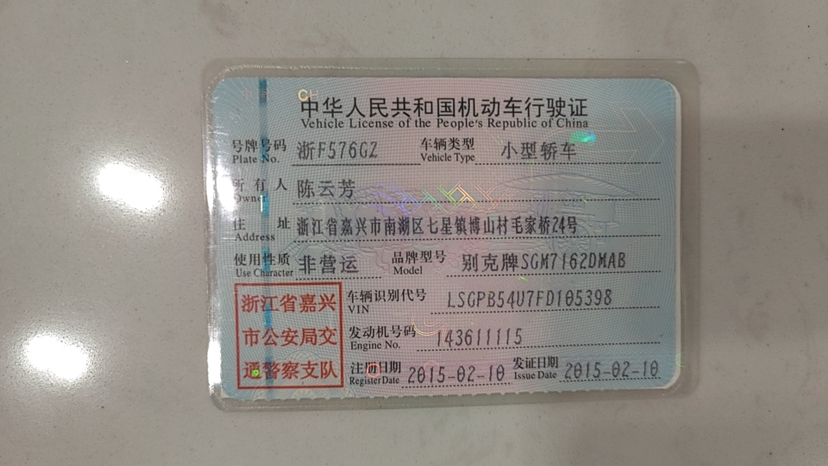 中华人民共和国机动车行驶证
Vehicle License of the People's Republic of China
号牌号码 浙F576GZ 车辆类型 小型轿车
Plate No. Vehicle Type
所有人 陈云芳
Owner
住址 浙江省嘉兴市南湖区七星镇博山村毛家桥24号
Address
使用性质 非营运 品牌型号 别克牌SGM7162DMAB
Use Character Model
浙江省嘉兴
市公安局交
通警察支队
车辆识别代号 LSGPB54U7FD105398
VIN
发动机号码 143611115
Engine No.
注册日期 2015-02-10 发证日期 2015-02-10
Register Date Issue Date